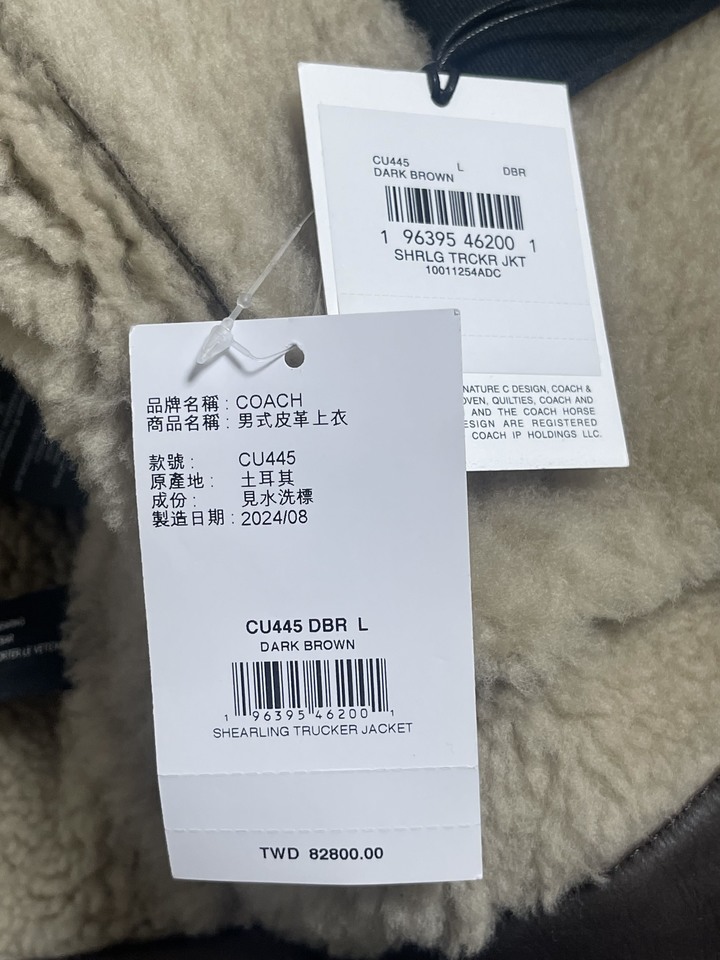 CU445 L DBR
DARK BROWN
1 96395 46200 1
SHRLG TRCKR JKT
10011254ADC
NATURE C DESIGN, COACH &
OVEN, QUILTIES, COACH AND
AND THE COACH HORSE
ESIGN ARE REGISTERED
COACH IP HOLDINGS LLC.
品牌名稱 : COACH
商品名稱 : 男式皮革上衣
款號 : CU445
原產地 : 土耳其
成份 : 見水洗標
製造日期 : 2024/08
CU445 DBR L
DARK BROWN
1 96395 46200 1
SHEARLING TRUCKER JACKET
TWD 82800.00